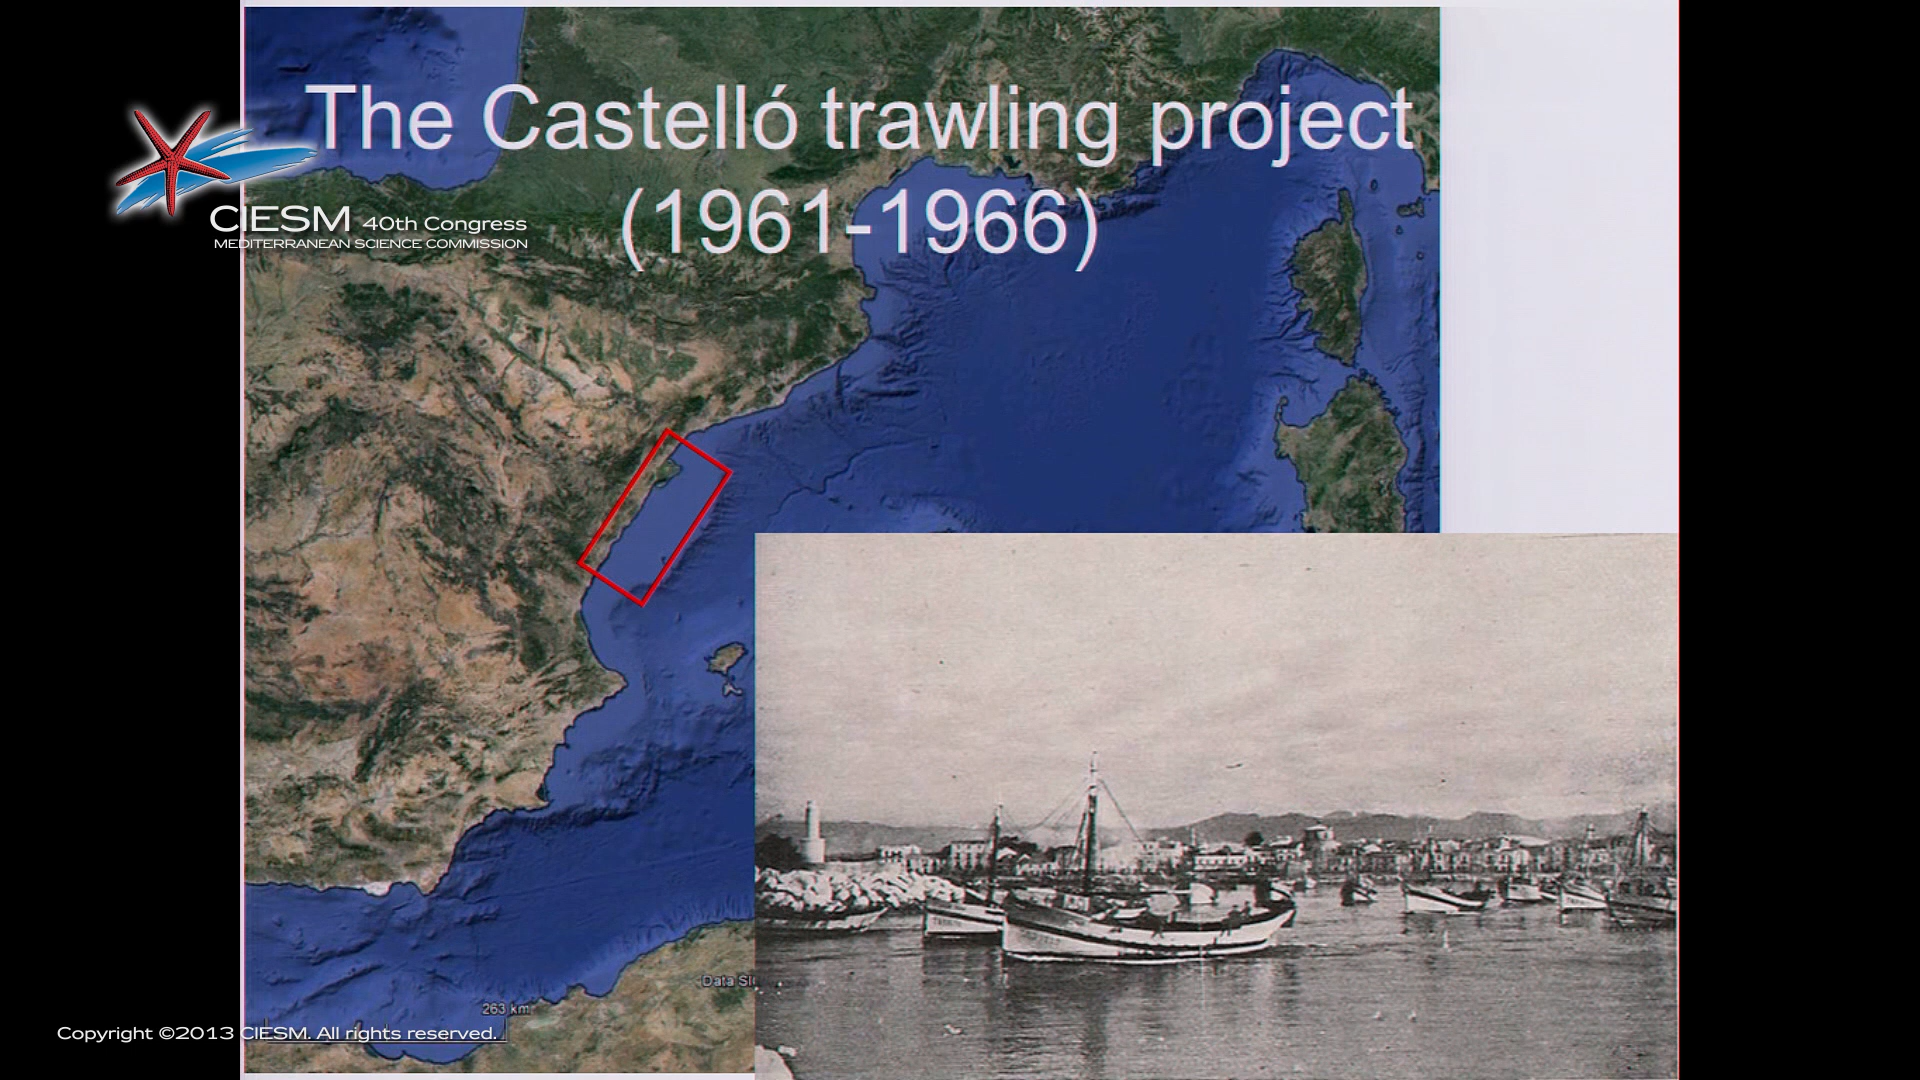 The Castelló trawling project
(1961-1966)
CIESM 40th Congress
MEDITERRANEAN SCIENCE COMMISSION
263 km
Copyright ©2013 CIESM. All rights reserved.